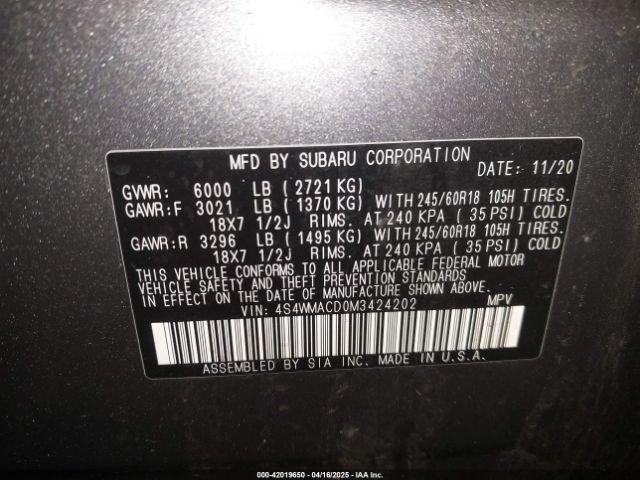 MFD BY SUBARU CORPORATION DATE: 11/20
GVWR: 6000 LB (2721 KG)
GAWR:F 3021 LB (1370 KG) WITH 245/60R18 105H TIRES.
18X7 1/2J RIMS. AT 240 KPA (35 PSI) COLD
GAWR:R 3296 LB (1495 KG) WITH 245/60R18 105H TIRES.
18X7 1/2J RIMS. AT 240 KPA (35 PSI) COLD
THIS VEHICLE CONFORMS TO ALL APPLICABLE FEDERAL MOTOR
VEHICLE SAFETY AND THEFT PREVENTION STANDARDS
IN EFFECT ON THE DATE OF MANUFACTURE SHOWN ABOVE.
VIN: 4S4WMACD0M3424202 MPV
ASSEMBLED BY SIA INC. MADE IN U.S.A.
000-42019650 - 04/16/2025 - IAA Inc.